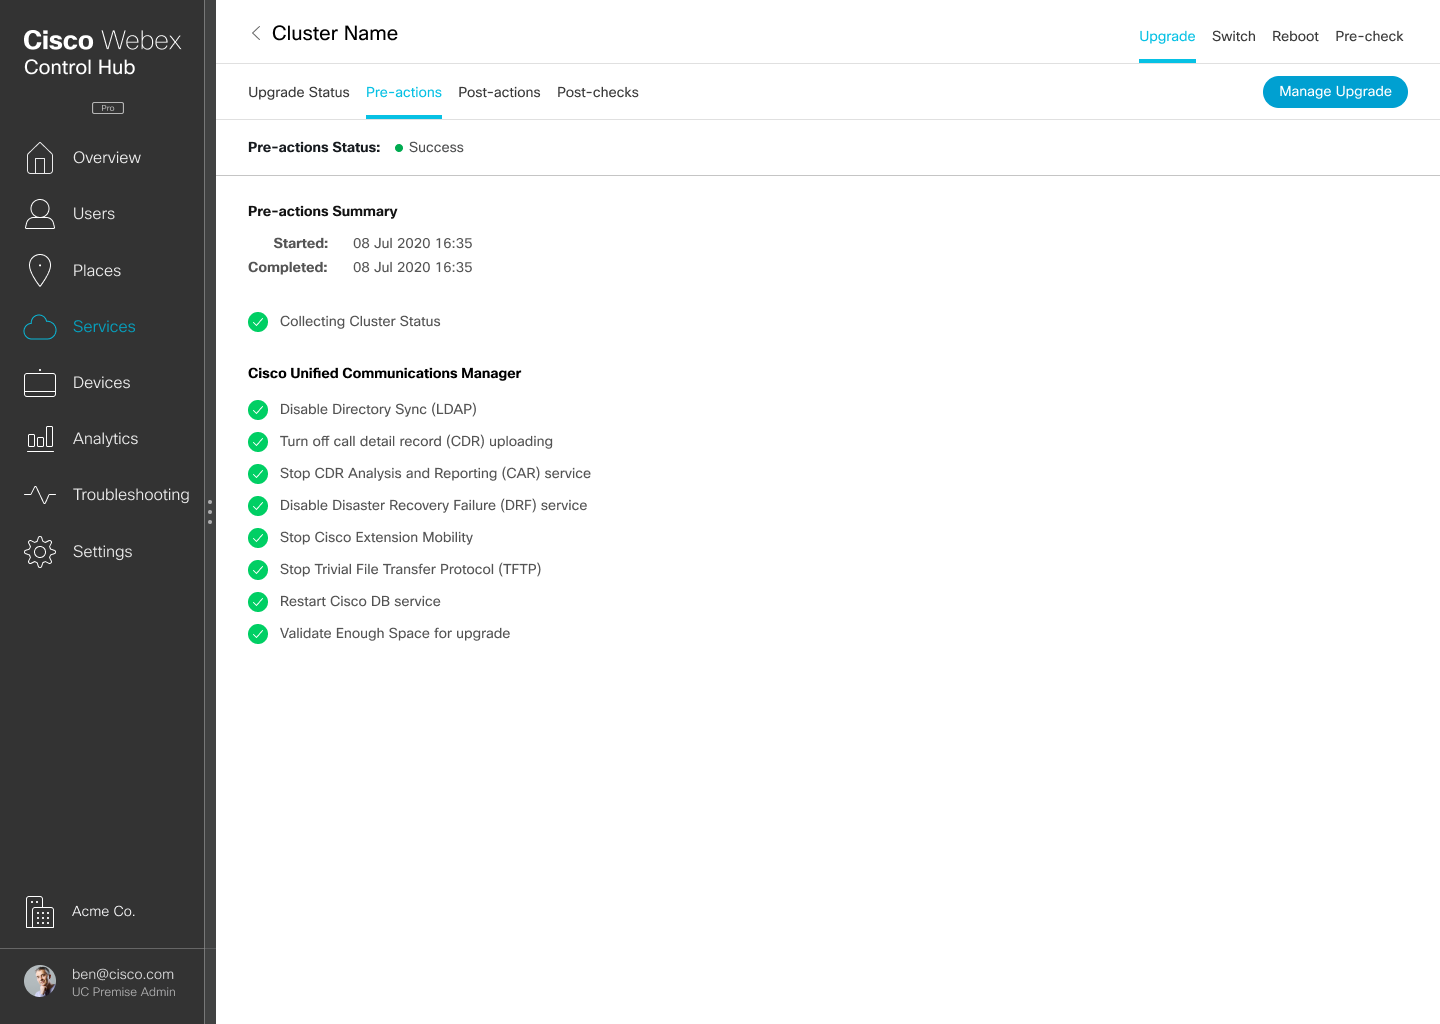 Cisco Webex
Control Hub
Pro
Overview
Users
Places
Services
Devices
Analytics
Troubleshooting
Settings
Acme Co.
ben@cisco.com
UC Premise Admin
Cluster Name
Upgrade Switch Reboot Pre-check
Upgrade Status Pre-actions Post-actions Post-checks
Manage Upgrade
Pre-actions Status: Success
Pre-actions Summary
Started: 08 Jul 2020 16:35
Completed: 08 Jul 2020 16:35
Collecting Cluster Status
Cisco Unified Communications Manager
Disable Directory Sync (LDAP)
Turn off call detail record (CDR) uploading
Stop CDR Analysis and Reporting (CAR) service
Disable Disaster Recovery Failure (DRF) service
Stop Cisco Extension Mobility
Stop Trivial File Transfer Protocol (TFTP)
Restart Cisco DB service
Validate Enough Space for upgrade